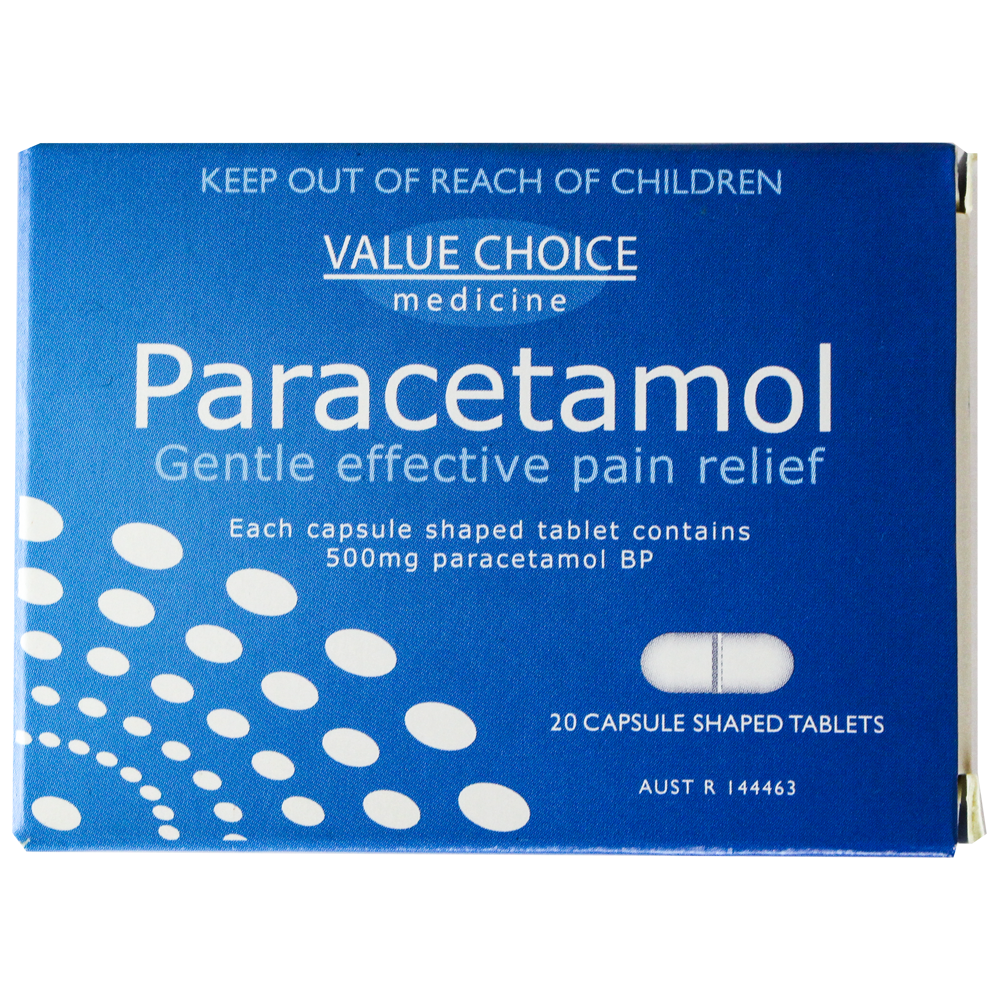 KEEP OUT OF REACH OF CHILDREN
VALUE CHOICE
medicine
Paracetamol
Gentle effective pain relief
Each capsule shaped tablet contains
500mg paracetamol BP
20 CAPSULE SHAPED TABLETS
AUST R 144463